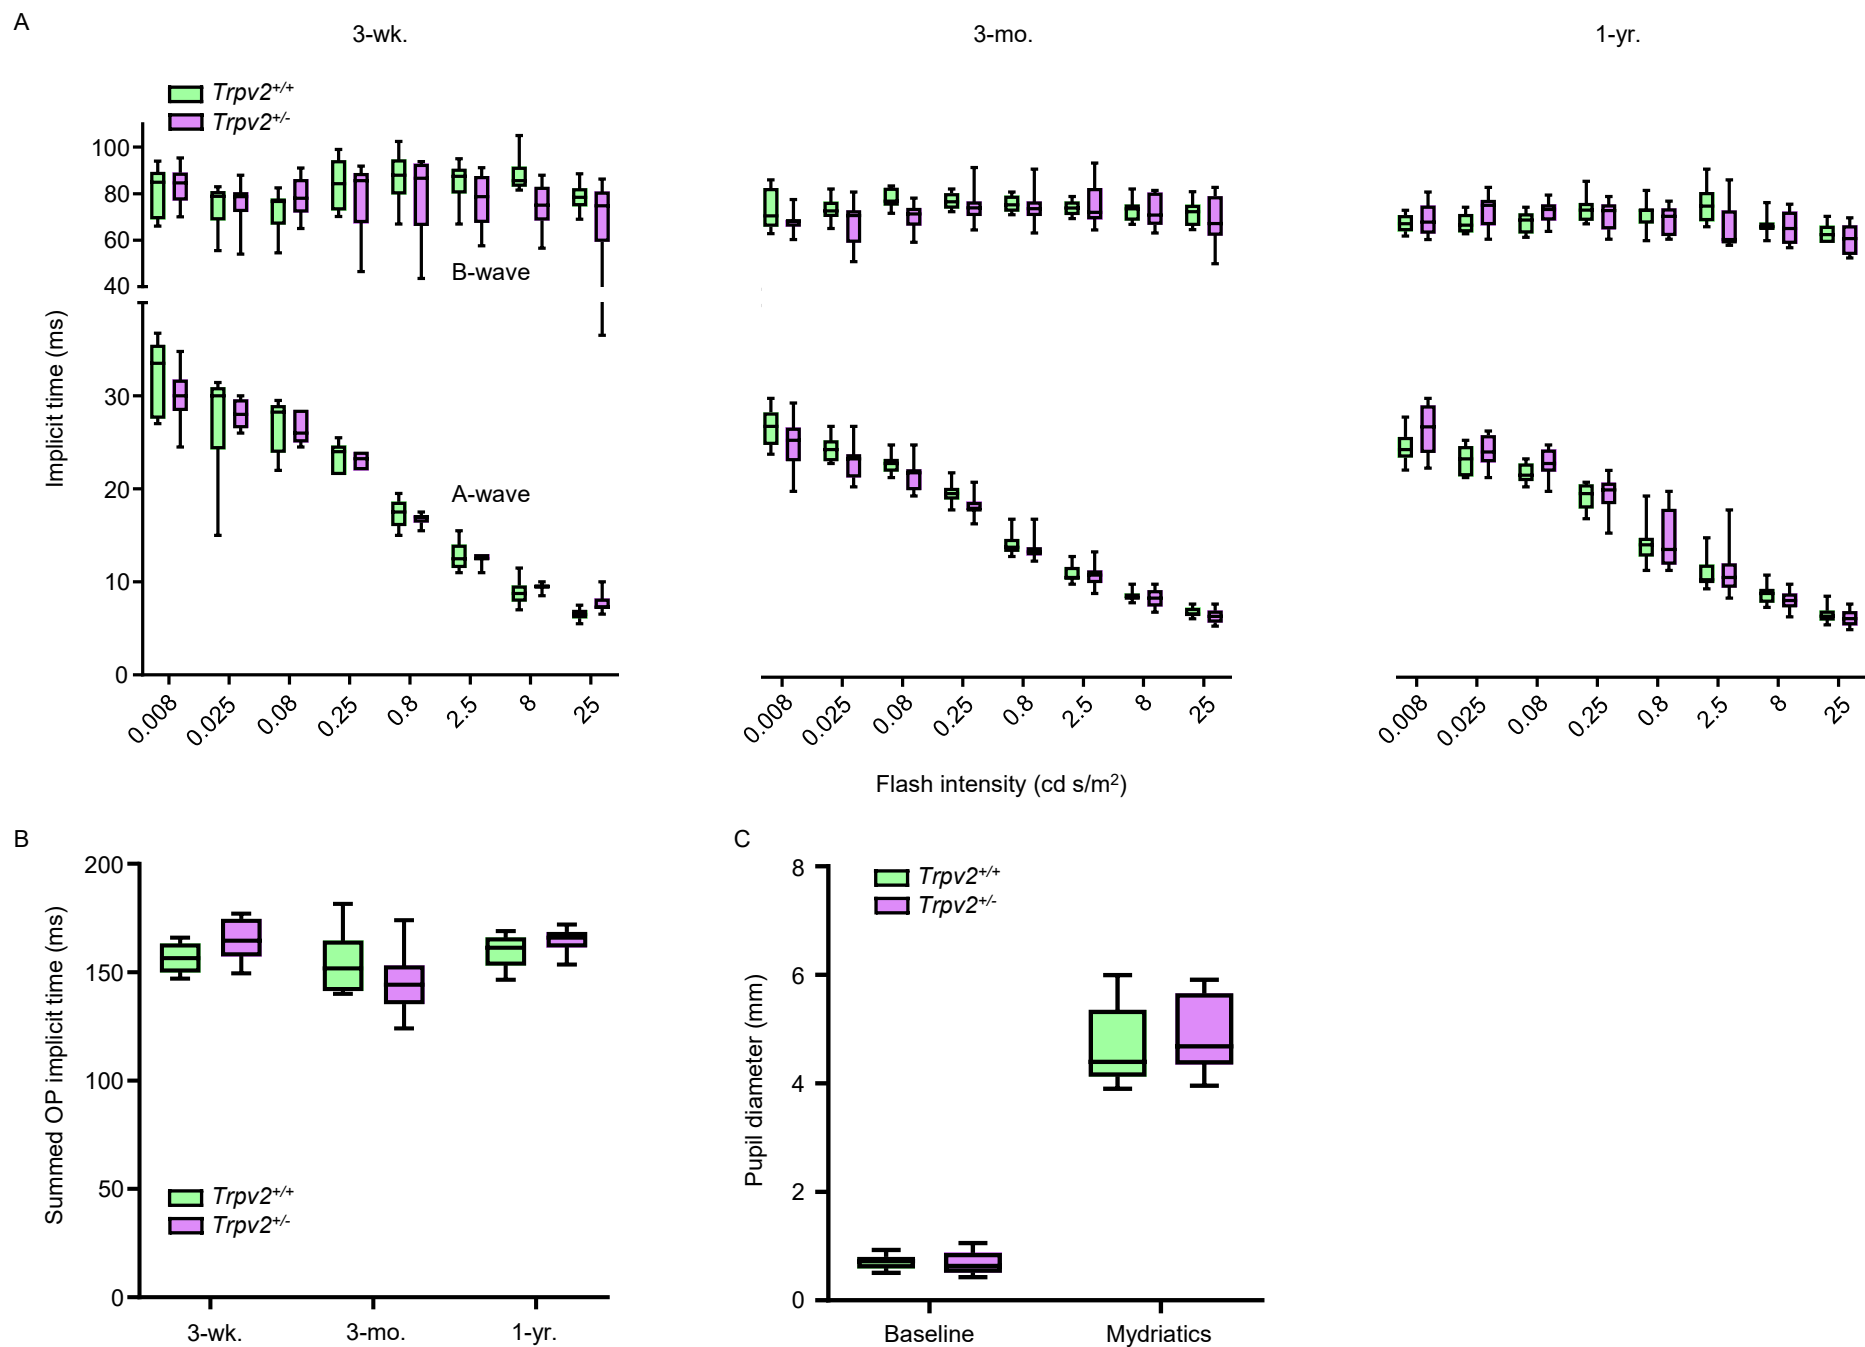 A
3-wk.
3-mo.
1-yr.
Trpv2+/+
Trpv2+/-
100
80
60
40
B-wave
30
20
10
0
A-wave
Implicit time (ms)
0.008 0.025 0.08 0.25 0.8 2.5 8 25
0.008 0.025 0.08 0.25 0.8 2.5 8 25
0.008 0.025 0.08 0.25 0.8 2.5 8 25
Flash intensity (cd s/m2)
B
200
150
100
50
0
Summed OP implicit time (ms)
Trpv2+/+
Trpv2+/-
3-wk.
3-mo.
1-yr.
C
8
6
4
2
0
Pupil diameter (mm)
Trpv2+/+
Trpv2+/-
Baseline
Mydriatics